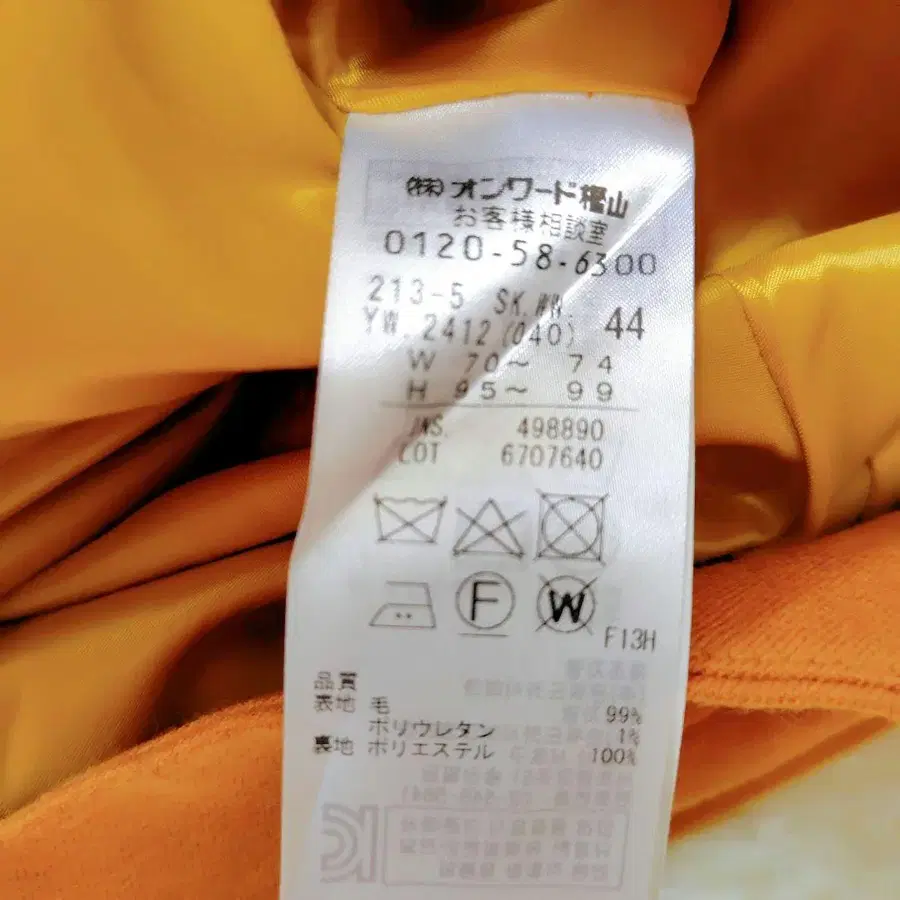 ㈱オンワード樫山
お客様相談室
0120-58-6300
213-5 SK.WW.
YW.2412(040) 44
W 70～ 74
H 95～ 99
JNS. 498890
COT 6707640
F
W
F13H
品質
表地 毛 99%
ポリウレタン 1%
裏地 ポリエステル 100%